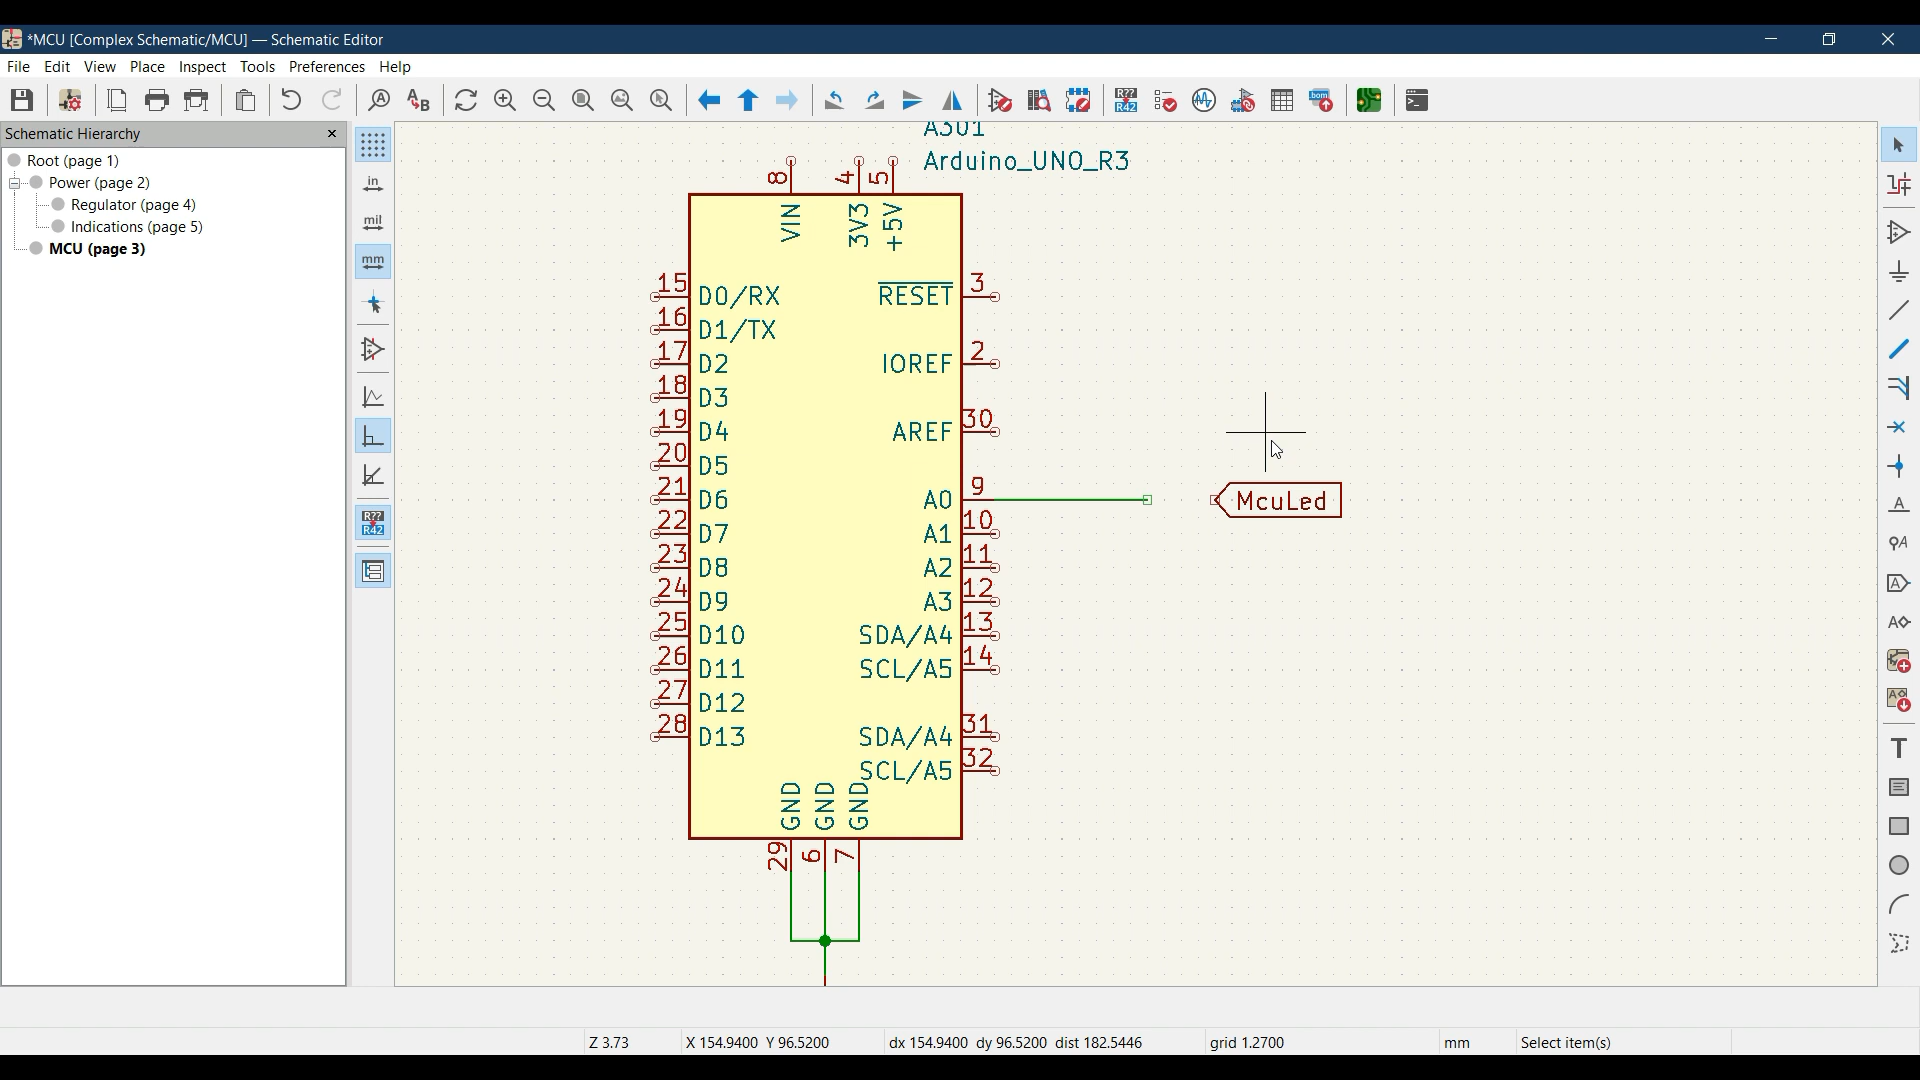 *MCU [Complex Schematic/MCU] — Schematic Editor
File Edit View Place Inspect Tools Preferences Help
Schematic Hierarchy
Root (page 1)
Power (page 2)
Regulator (page 4)
Indications (page 5)
MCU (page 3)
in
mil
mm
R??
R42
A
B
R??
R42
bom
A301
Arduino_UNO_R3
8
4
5
VIN
3V3
+5V
15 D0/RX
16 D1/TX
17 D2
18 D3
19 D4
20 D5
21 D6
22 D7
23 D8
24 D9
25 D10
26 D11
27 D12
28 D13
RESET 3
IOREF 2
AREF 30
A0 9
A1 10
A2 11
A3 12
SDA/A4 13
SCL/A5 14
SDA/A4 31
SCL/A5 32
GND
GND
GND
29
6
7
McuLed
A
A
A
A
A
T
Z 3.73
X 154.9400 Y 96.5200
dx 154.9400 dy 96.5200 dist 182.5446
grid 1.2700
mm
Select item(s)